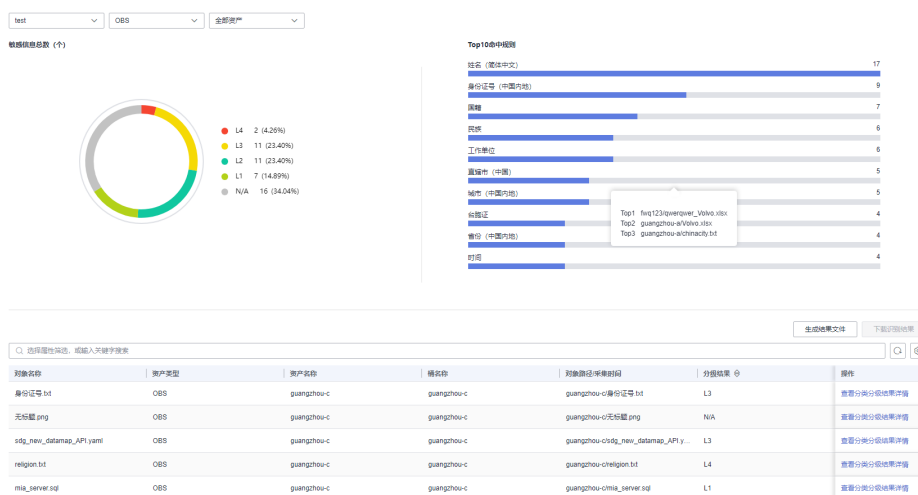 test OBS 全部资产
敏感信息总数（个）
L4 2 (4.26%)
L3 11 (23.40%)
L2 11 (23.40%)
L1 7 (14.89%)
N/A 16 (34.04%)
Top10命中规则
姓名（简体中文） 17
身份证号（中国内地） 9
国籍 7
民族 6
工作单位 6
直辖市（中国） 5
城市（中国内地） 5
驾驶证 4
省份（中国内地） 4
时间 4
Top1 fwq123/qwerqwer_Volvo.xlsx
Top2 guangzhou-a/Volvo.xlsx
Top3 guangzhou-a/chinacity.txt
生成结果文件 下载识别结果
选择属性筛选，或输入关键字搜索
对象名称 资产类型 资产名称 桶名称 对象路径/采集时间 分级结果 操作
身份证号.txt OBS guangzhou-c guangzhou-c guangzhou-c/身份证号.txt L3 查看分类分级结果详情
无标题.png OBS guangzhou-c guangzhou-c guangzhou-c/无标题.png N/A 查看分类分级结果详情
sdg_new_datamap_API.yaml OBS guangzhou-c guangzhou-c guangzhou-c/sdg_new_datamap_API.y... L3 查看分类分级结果详情
religion.txt OBS guangzhou-c guangzhou-c guangzhou-c/religion.txt L4 查看分类分级结果详情
mia_server.sql OBS guangzhou-c guangzhou-c guangzhou-c/mia_server.sql L1 查看分类分级结果详情